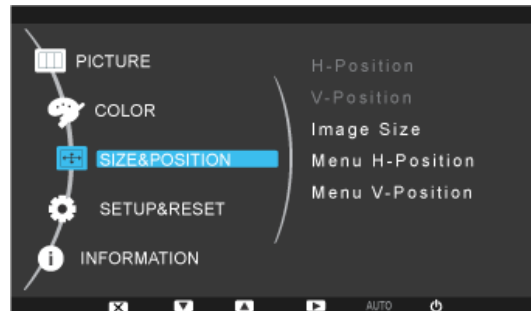 PICTURE
COLOR
SIZE&POSITION
SETUP&RESET
INFORMATION
H-Position
V-Position
Image Size
Menu H-Position
Menu V-Position
AUTO